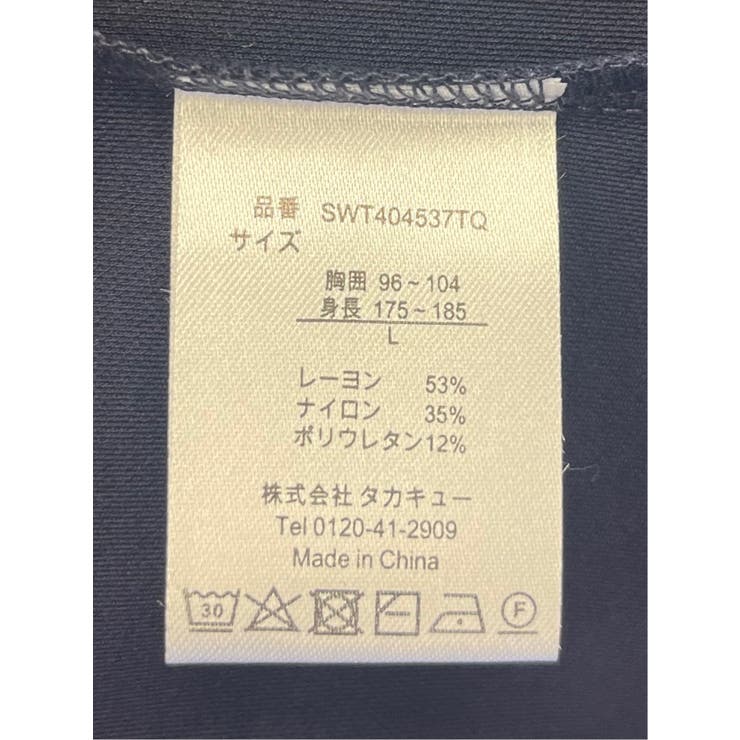 品番 SWT404537TQ
サイズ
胸囲 96~104
身長 175~185
L
レーヨン 53%
ナイロン 35%
ポリウレタン 12%
株式会社 タカキュー
Tel 0120-41-2909
Made in China
30 F